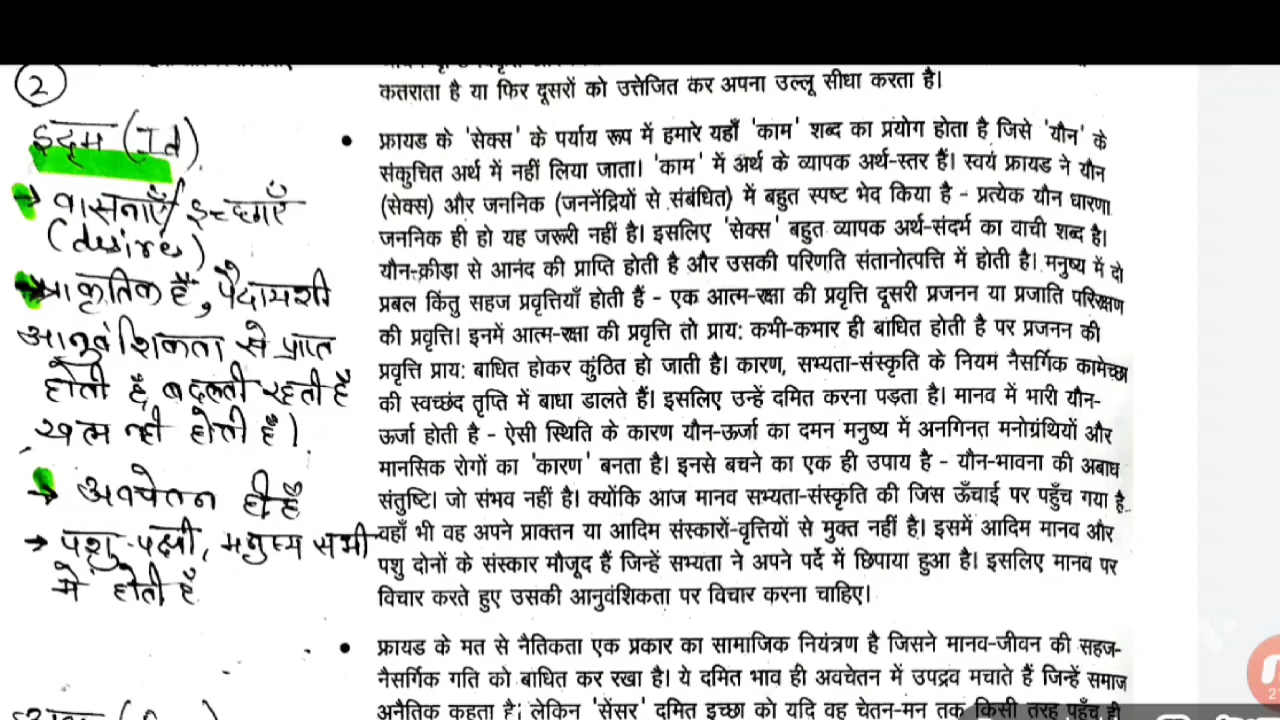 2
इदम (Id)
→ वासनाएँ इच्छाएँ
(desire)
→ प्राकृतिक हैं, पैदायशी
आनुवंशिकता से प्राप्त
होती हैं, बदलती रहती हैं
खत्म नही होती हैं।
→ अवचेतन ही हैं
→ पशु-पक्षी, मनुष्य सभी
में होती हैं
कतराता है या फिर दूसरों को उत्तेजित कर अपना उल्लू सीधा करता है।
• फ्रायड के 'सेक्स' के पर्याय रूप में हमारे यहाँ 'काम' शब्द का प्रयोग होता है जिसे 'यौन' के
संकुचित अर्थ में नहीं लिया जाता। 'काम' में अर्थ के व्यापक अर्थ-स्तर हैं। स्वयं फ्रायड ने यौन
(सेक्स) और जननिक (जननेंद्रियों से संबंधित) में बहुत स्पष्ट भेद किया है - प्रत्येक यौन धारणा
जननिक ही हो यह जरूरी नहीं है। इसलिए 'सेक्स' बहुत व्यापक अर्थ-संदर्भ का वाची शब्द है।
यौन-क्रीड़ा से आनंद की प्राप्ति होती है और उसकी परिणति संतानोत्पत्ति में होती है। मनुष्य में दो
प्रबल किंतु सहज प्रवृत्तियाँ होती हैं - एक आत्म-रक्षा की प्रवृत्ति दूसरी प्रजनन या प्रजाति परिरक्षण
की प्रवृत्ति। इनमें आत्म-रक्षा की प्रवृत्ति तो प्राय: कभी-कभार ही बाधित होती है पर प्रजनन की
प्रवृत्ति प्राय: बाधित होकर कुंठित हो जाती है। कारण, सभ्यता-संस्कृति के नियम नैसर्गिक कामेच्छा
की स्वच्छंद तृप्ति में बाधा डालते हैं। इसलिए उन्हें दमित करना पड़ता है। मानव में भारी यौन-
ऊर्जा होती है - ऐसी स्थिति के कारण यौन-ऊर्जा का दमन मनुष्य में अनगिनत मनोग्रंथियों और
मानसिक रोगों का 'कारण' बनता है। इनसे बचने का एक ही उपाय है - यौन-भावना की अबाध
संतुष्टि। जो संभव नहीं है। क्योंकि आज मानव सभ्यता-संस्कृति की जिस ऊँचाई पर पहुँच गया है
वहाँ भी वह अपने प्राक्तन या आदिम संस्कारों-वृत्तियों से मुक्त नहीं है। इसमें आदिम मानव और
पशु दोनों के संस्कार मौजूद हैं जिन्हें सभ्यता ने अपने पर्दे में छिपाया हुआ है। इसलिए मानव पर
विचार करते हुए उसकी आनुवंशिकता पर विचार करना चाहिए।
• फ्रायड के मत से नैतिकता एक प्रकार का सामाजिक नियंत्रण है जिसने मानव-जीवन की सहज-
नैसर्गिक गति को बाधित कर रखा है। ये दमित भाव ही अवचेतन में उपद्रव मचाते हैं जिन्हें समाज
अनैतिक कहता है; लेकिन 'सेंसर' दमित इच्छा को यदि वह चेतन-मन तक किसी तरह पहुँच ही